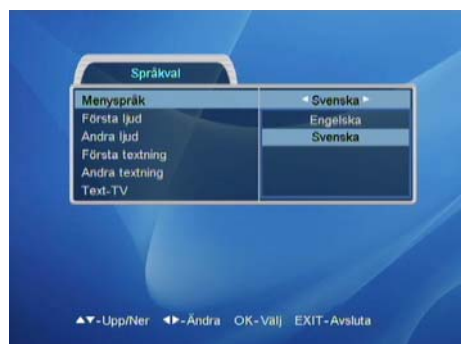 Språkval
Menyspråk ◀ Svenska ▶
Första ljud Engelska
Andra ljud Svenska
Första textning
Andra textning
Text-TV
▲▼-Upp/Ner ◀▶-Ändra OK-Välj EXIT-Avsluta